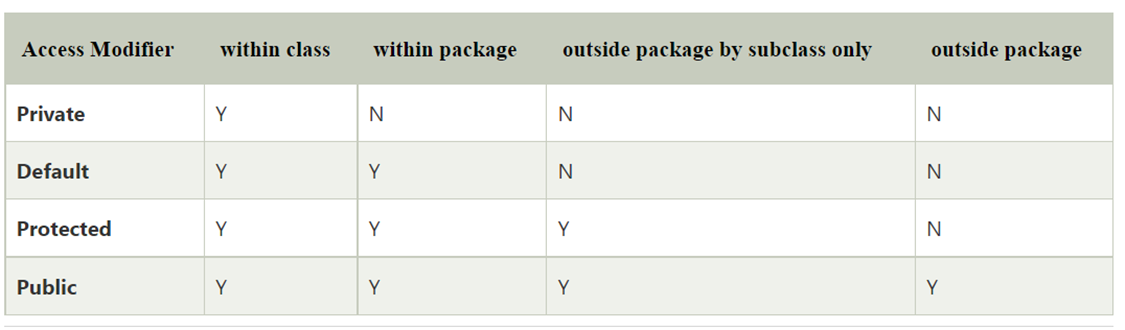 Access Modifier within class within package outside package by subclass only outside package
Private Y N N N
Default Y Y N N
Protected Y Y Y N
Public Y Y Y Y